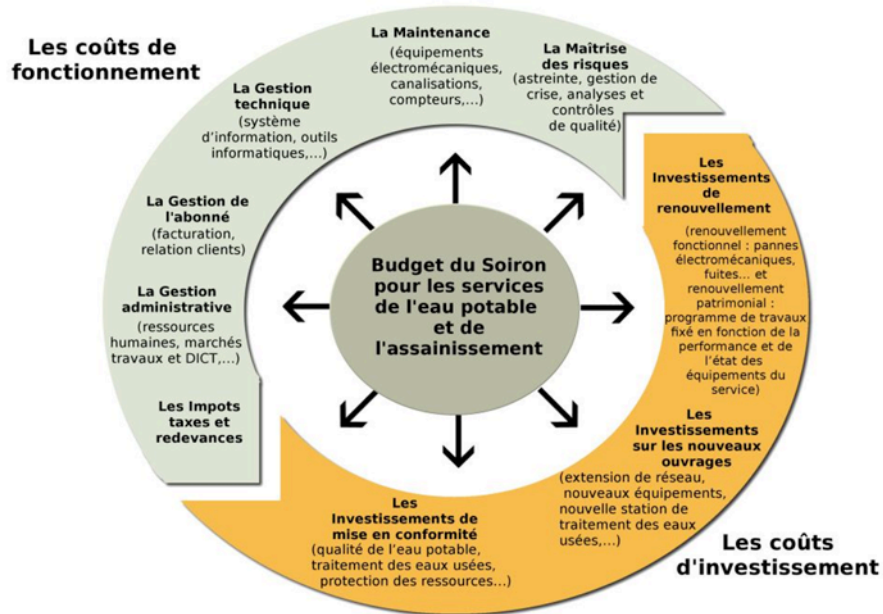 Les coûts de
fonctionnement
La Maintenance
(équipements
électromécaniques,
canalisations,
compteurs,...)
La Maîtrise
des risques
(astreinte, gestion de
crise, analyses et
contrôles
de qualité)
La Gestion
technique
(système
d'information, outils
informatiques,...)
La Gestion de
l'abonné
(facturation,
relation clients)
La Gestion
administrative
(ressources
humaines, marchés
travaux et DICT,...)
Les Impots
taxes et
redevances
Budget du Soiron
pour les services
de l'eau potable
et de
l'assainissement
Les
Investissements
de
renouvellement
(renouvellement
fonctionnel : pannes
électromécaniques,
fuites... et
renouvellement
patrimonial :
programme de travaux
fixé en fonction de la
performance et de
l'état des
équipements du
service)
Les
Investissements
sur les nouveaux
ouvrages
(extension de réseau,
nouveaux équipements,
nouvelle station de
traitement des eaux
usées,...)
Les
Investissements de
mise en conformité
(qualité de l'eau potable,
traitement des eaux usées,
protection des ressources...)
Les coûts
d'investissement